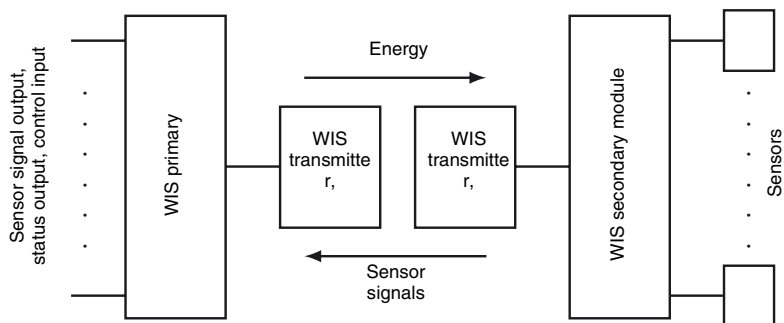 Sensor signal output,
status output, control input
WIS primary
Energy
WIS
transmitte
r,
WIS
transmitte
r,
Sensor
signals
WIS secondary module
Sensors